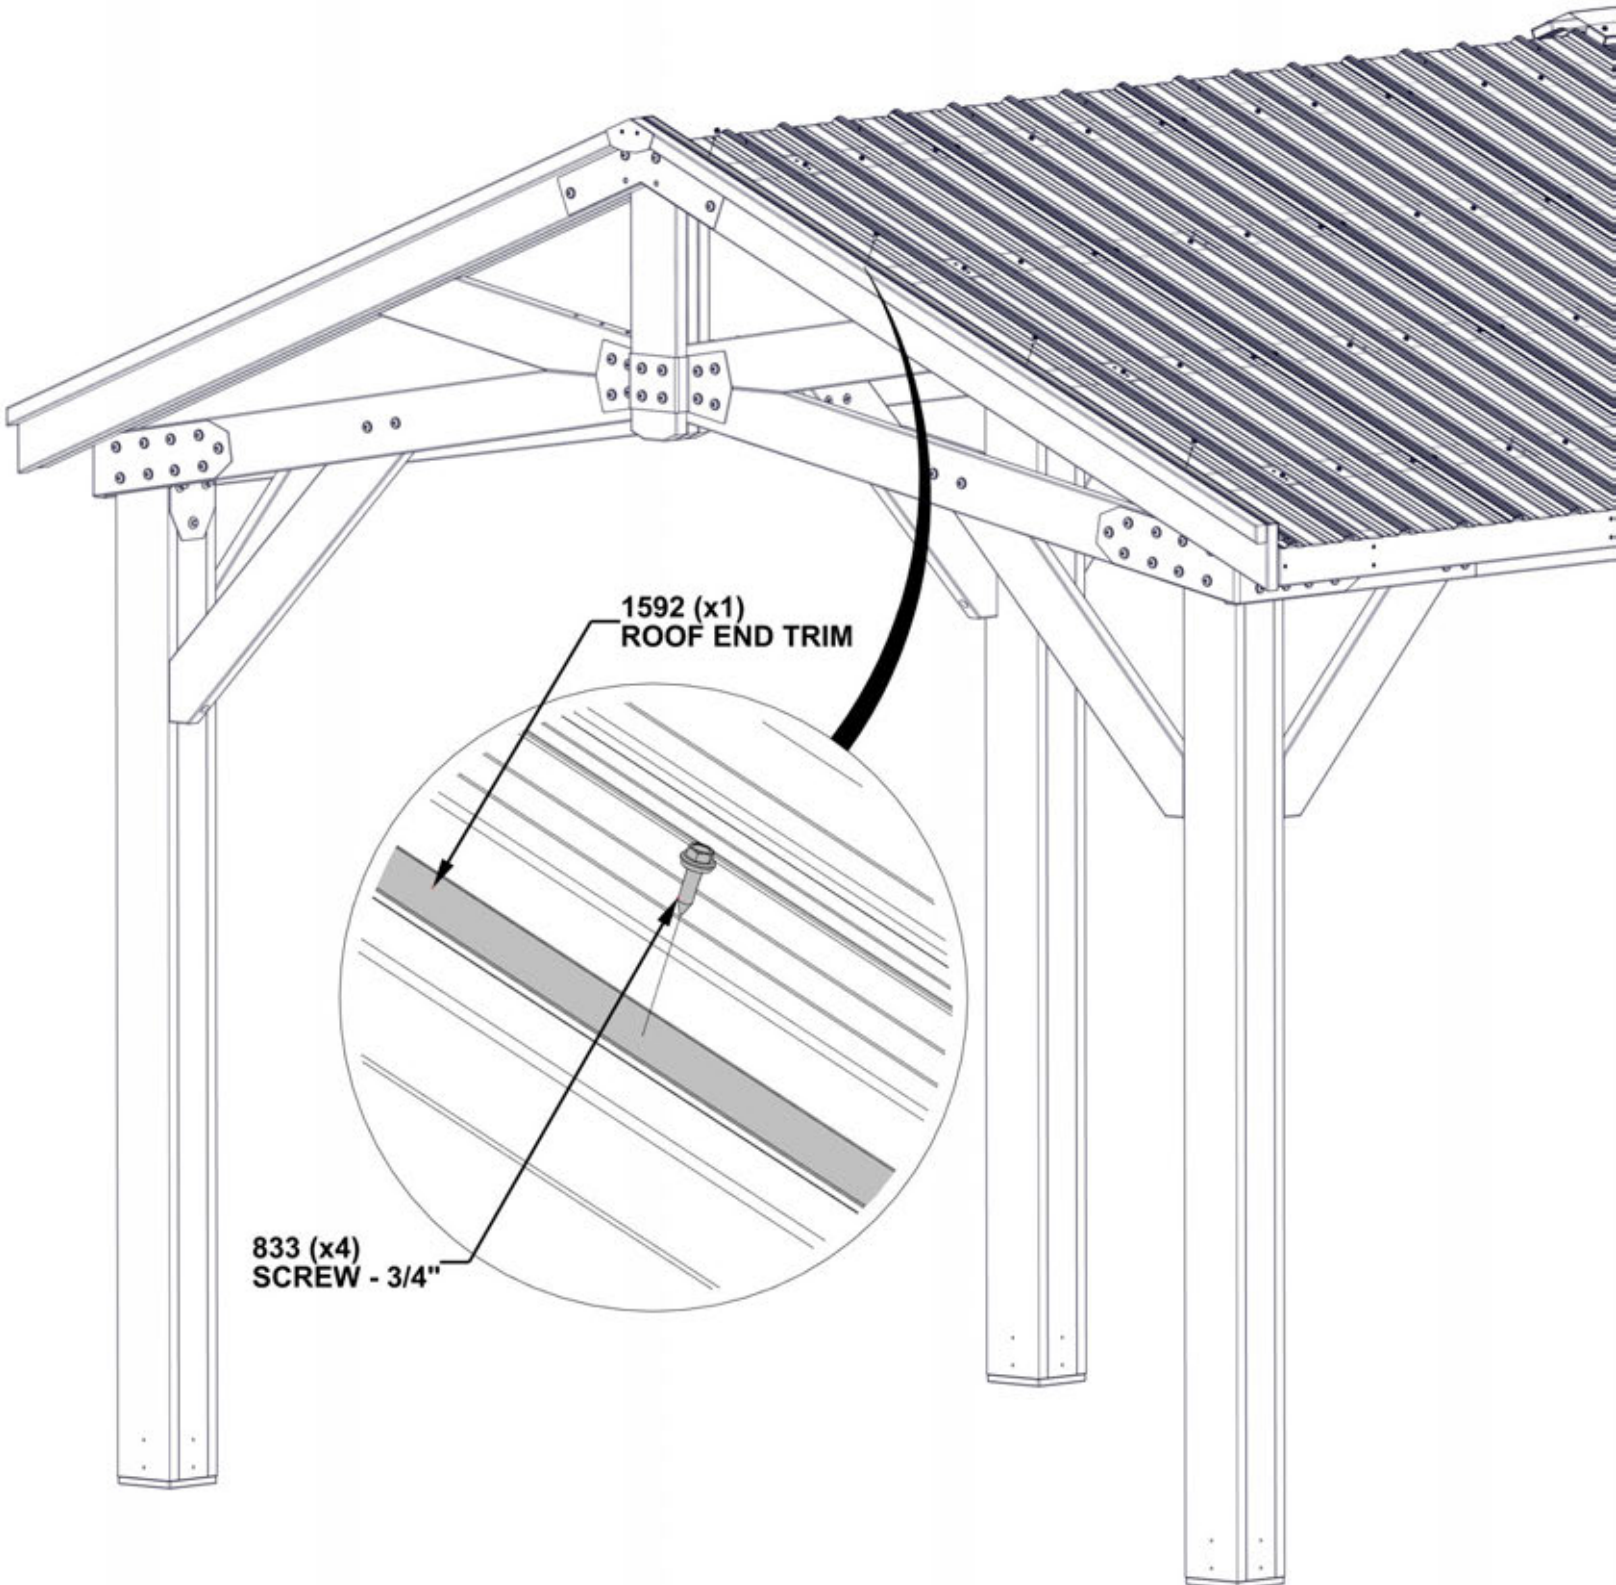 1592 (x1)
ROOF END TRIM
833 (x4)
SCREW - 3/4"